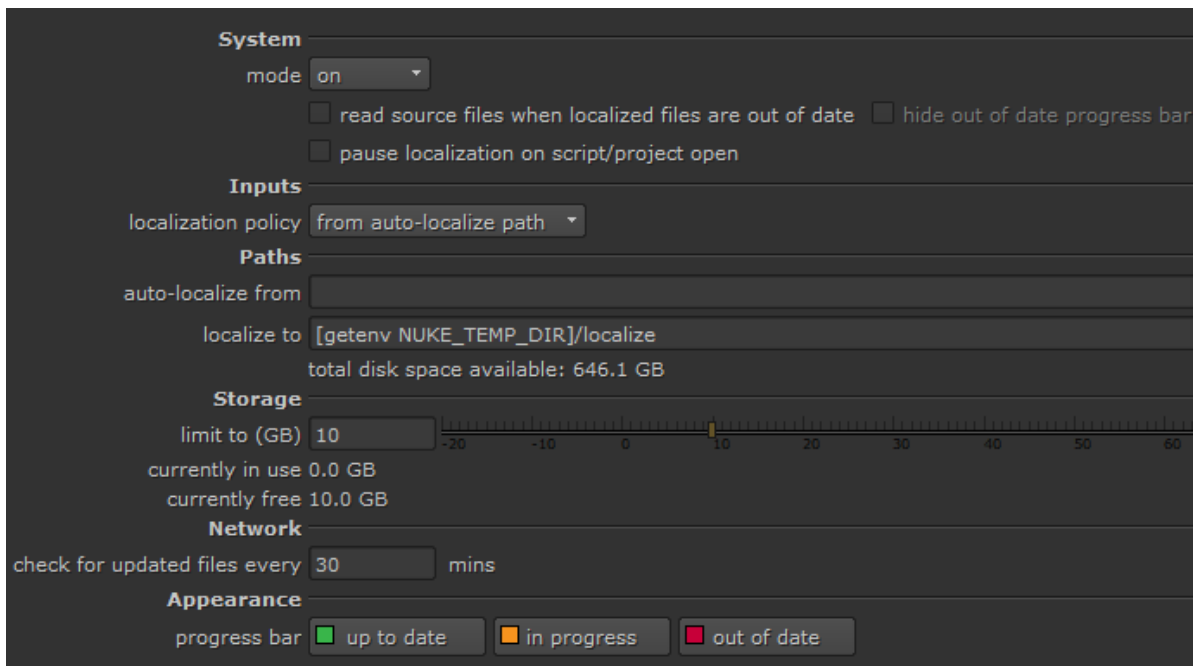 System
mode on
read source files when localized files are out of date hide out of date progress bar
pause localization on script/project open
Inputs
localization policy from auto-localize path
Paths
auto-localize from
localize to [getenv NUKE_TEMP_DIR]/localize
total disk space available: 646.1 GB
Storage
limit to (GB) 10 -20 -10 0 10 20 30 40 50 60
currently in use 0.0 GB
currently free 10.0 GB
Network
check for updated files every 30 mins
Appearance
progress bar up to date in progress out of date